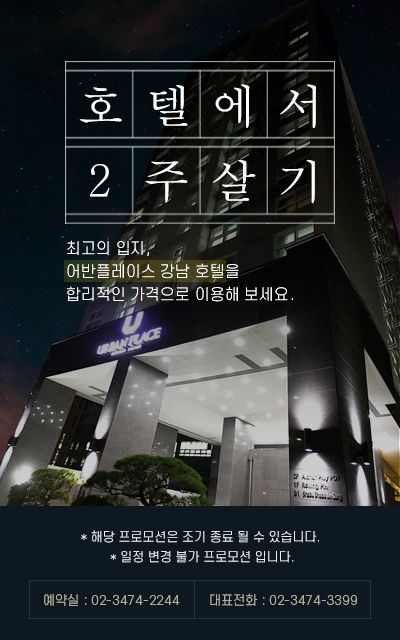 호텔에서
2주살기
최고의 입지,
어반플레이스 강남 호텔을
합리적인 가격으로 이용해 보세요.
U
URBAN PLACE
* 해당 프로모션은 조기 종료 될 수 있습니다.
* 일정 변경 불가 프로모션 입니다.
예약실 : 02-3474-2244
대표전화 : 02-3474-3399